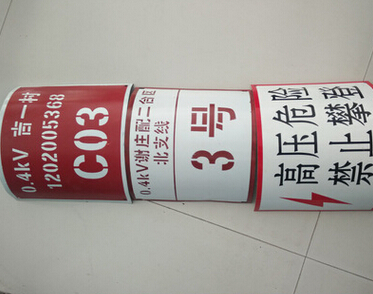 0.4kV 吉一村
1202005368
C03
0.4kV谢庄配二台区
北支线
3号
高压危险
禁止攀登